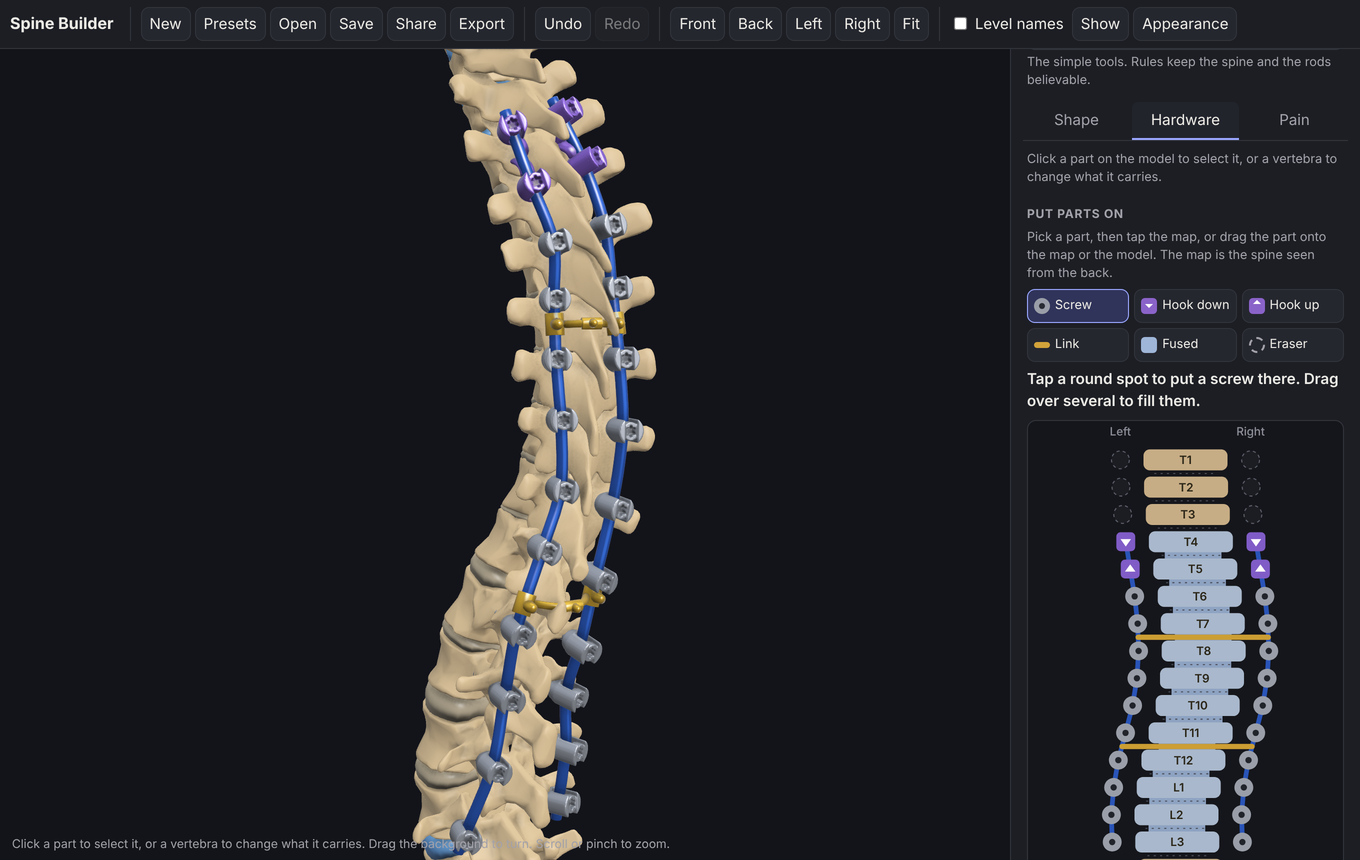 Spine Builder
New
Presets
Open
Save
Share
Export
Undo
Redo
Front
Back
Left
Right
Fit
Level names
Show
Appearance
The simple tools. Rules keep the spine and the rods
believable.
Shape
Hardware
Pain
Click a part on the model to select it, or a vertebra to
change what it carries.
PUT PARTS ON
Pick a part, then tap the map, or drag the part onto
the map or the model. The map is the spine seen
from the back.
Screw
Hook down
Hook up
Link
Fused
Eraser
Tap a round spot to put a screw there. Drag
over several to fill them.
Left
Right
T1
T2
T3
T4
T5
T6
T7
T8
T9
T10
T11
T12
L1
L2
L3
Click a part to select it, or a vertebra to change what it carries. Drag the background to turn. Scroll or pinch to zoom.